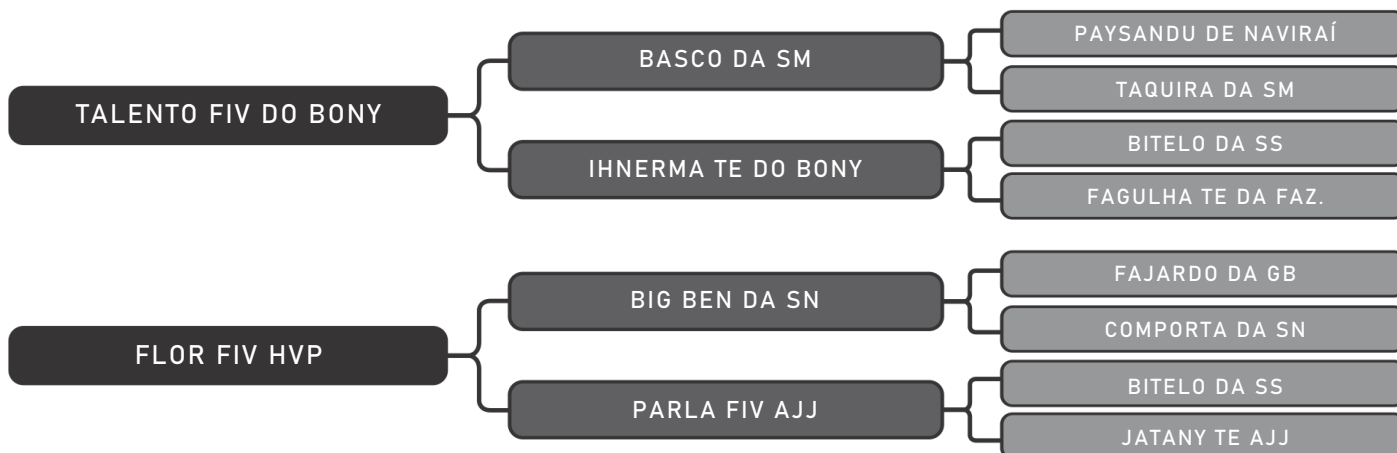 PAYSANDU DE NAVIRAÍ
BASCO DA SM
TAQUIRA DA SM
TALENTO FIV DO BONY
BITELO DA SS
IHNERMA TE DO BONY
FAGULHA TE DA FAZ.
FAJARDO DA GB
BIG BEN DA SN
COMPORTA DA SN
FLOR FIV HVP
BITELO DA SS
PARLA FIV AJJ
JATANY TE AJJ